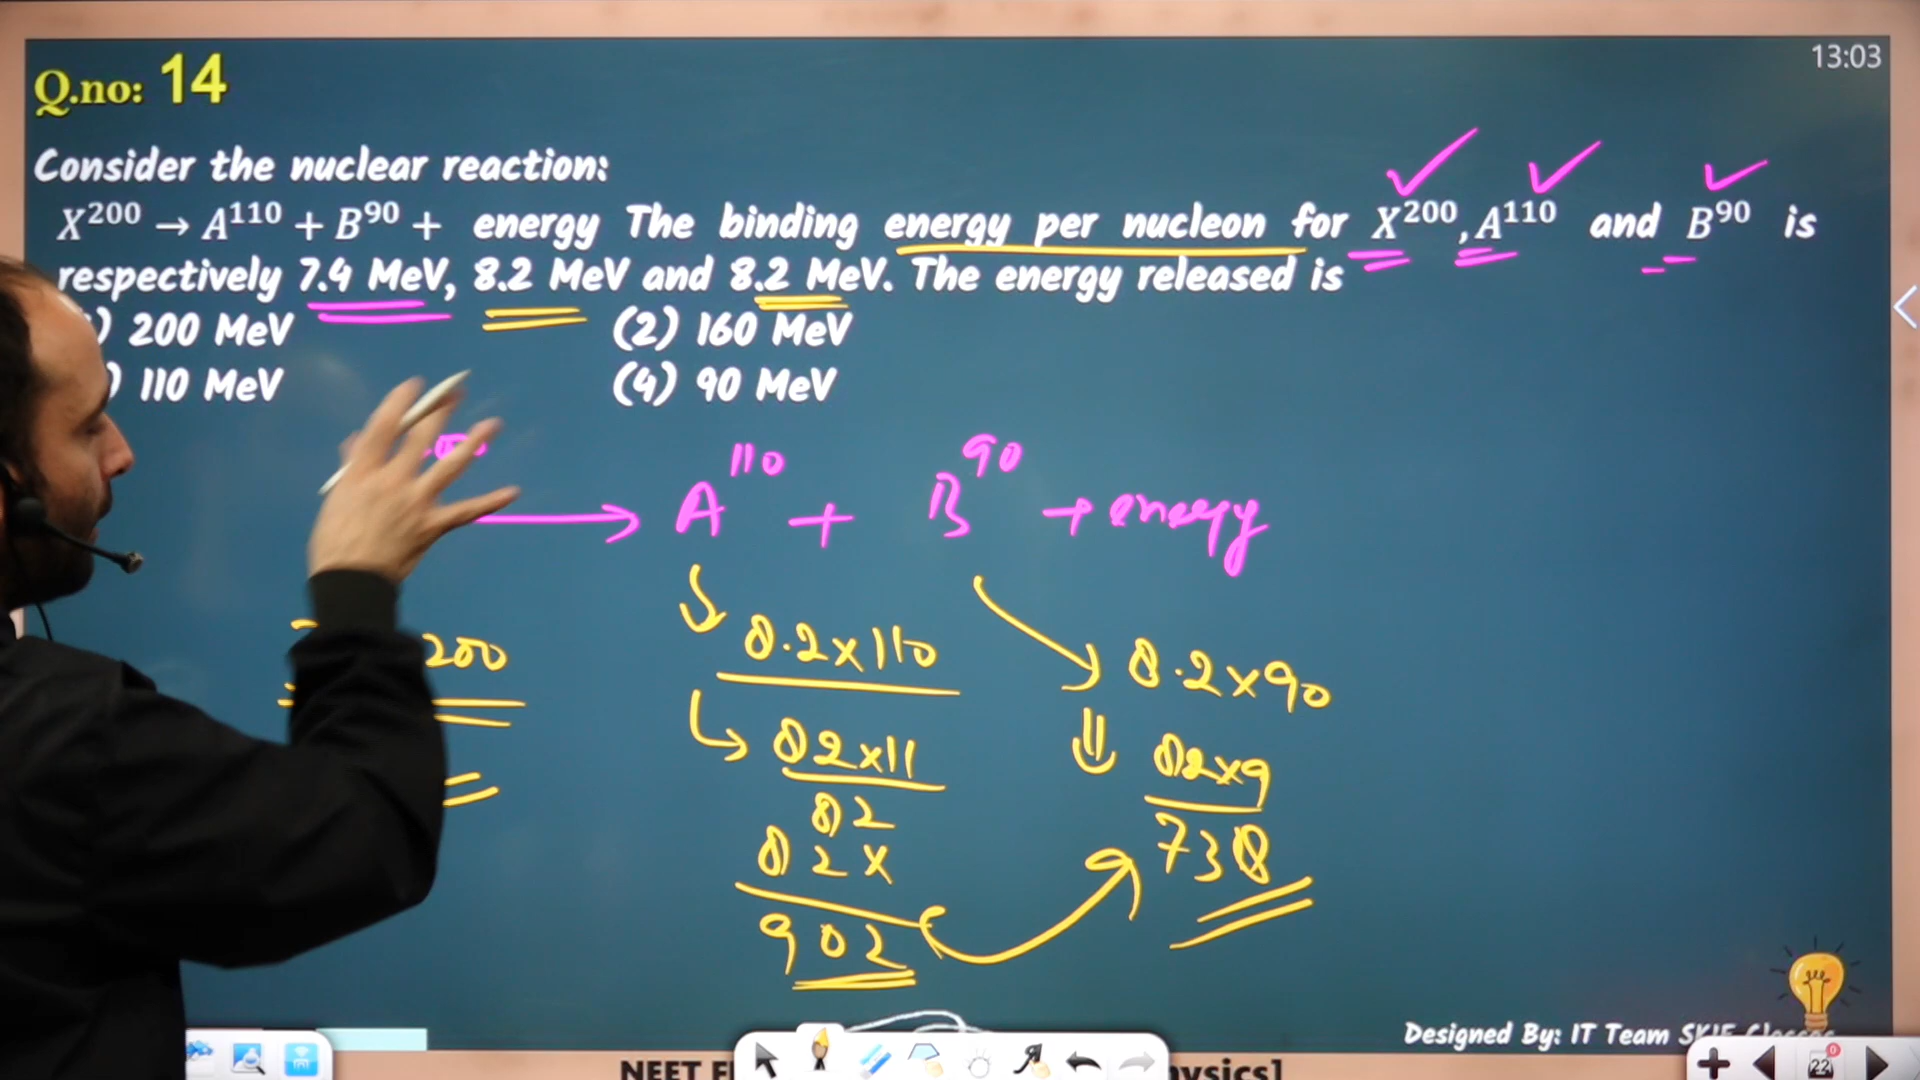 Q.no: 14
13:03
Consider the nuclear reaction:
X²⁰⁰ → A¹¹⁰ + B⁹⁰ + energy The binding energy per nucleon for X²⁰⁰, A¹¹⁰ and B⁹⁰ is
respectively 7.4 MeV, 8.2 MeV and 8.2 MeV. The energy released is
) 200 MeV (2) 160 MeV
) 110 MeV (4) 90 MeV
→ A¹¹⁰ + B⁹⁰ + energy
200
8.2×110
8.2×90
82×11
82×9
82
82×
902
738
Designed By: IT Team
NEET
22
0